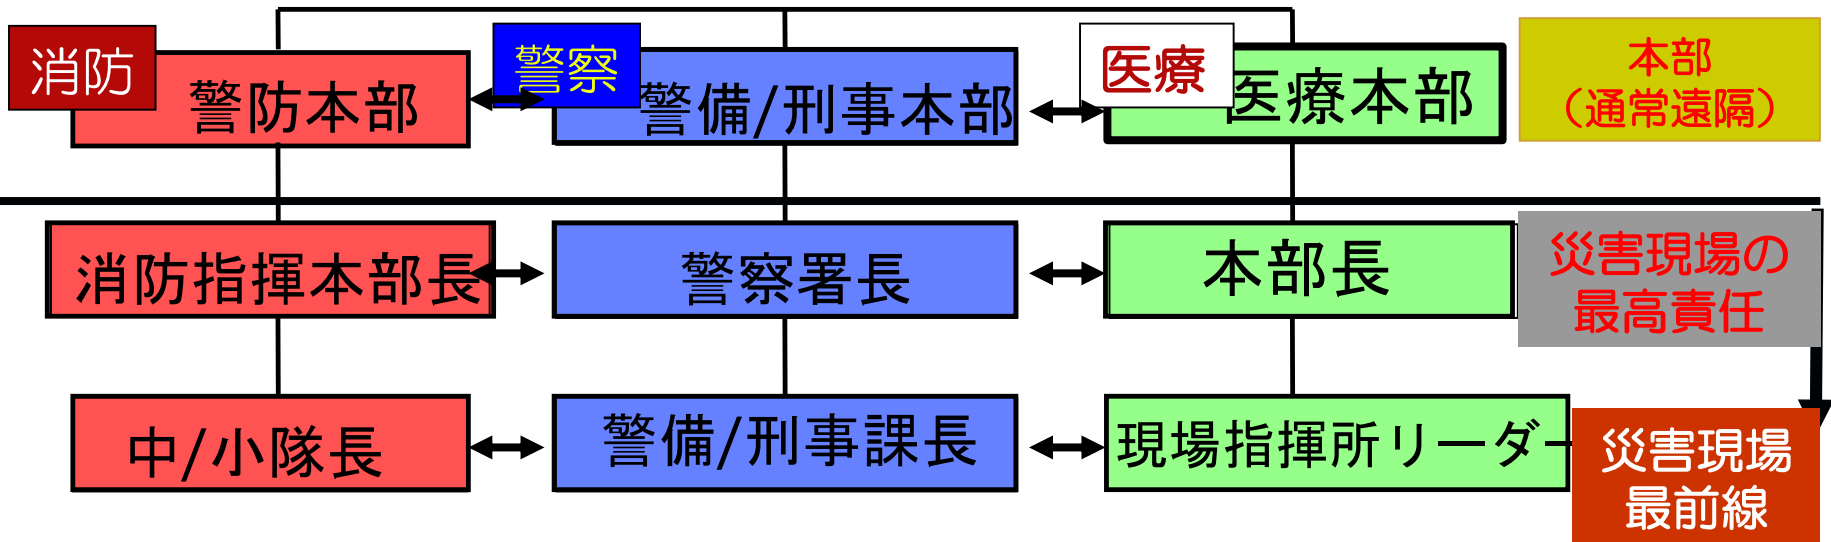 消防
警察
医療
警防本部
警備/刑事本部
医療本部
本部
（通常遠隔）
消防指揮本部長
警察署長
本部長
災害現場の
最高責任
中/小隊長
警備/刑事課長
現場指揮所リーダー
災害現場
最前線